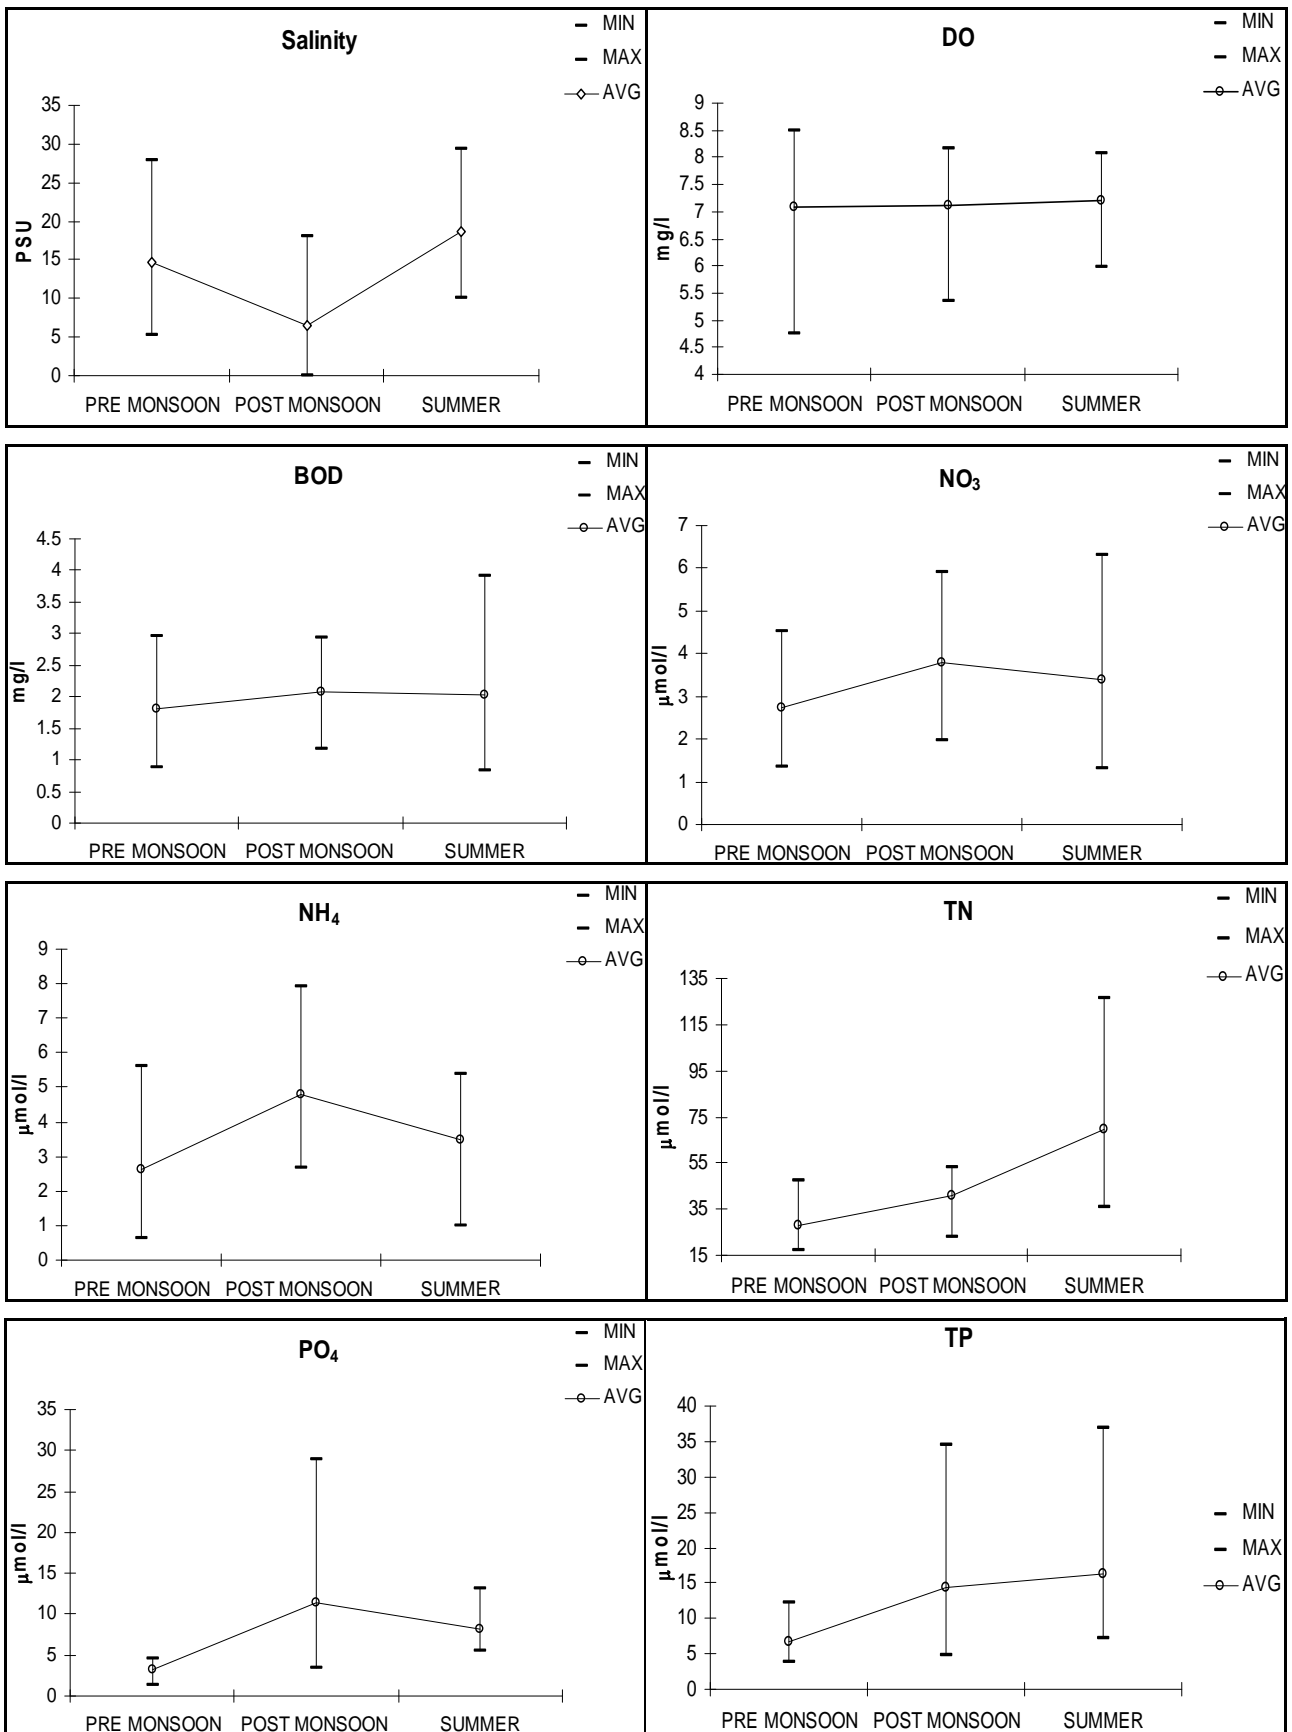 Salinity
MIN
MAX
AVG
35
30
25
20
15
10
5
0
PSU
PRE MONSOON POST MONSOON SUMMER
DO
MIN
MAX
AVG
9
8.5
8
7.5
7
6.5
6
5.5
5
4.5
4
mg/l
PRE MONSOON POST MONSOON SUMMER
BOD
MIN
MAX
AVG
4.5
4
3.5
3
2.5
2
1.5
1
0.5
0
mg/l
PRE MONSOON POST MONSOON SUMMER
NO₃
MIN
MAX
AVG
7
6
5
4
3
2
1
0
µmol/l
PRE MONSOON POST MONSOON SUMMER
NH₄
MIN
MAX
AVG
9
8
7
6
5
4
3
2
1
0
µmol/l
PRE MONSOON POST MONSOON SUMMER
TN
MIN
MAX
AVG
135
115
95
75
55
35
15
µmol/l
PRE MONSOON POST MONSOON SUMMER
PO₄
MIN
MAX
AVG
35
30
25
20
15
10
5
0
µmol/l
PRE MONSOON POST MONSOON SUMMER
TP
MIN
MAX
AVG
40
35
30
25
20
15
10
5
0
µmol/l
PRE MONSOON POST MONSOON SUMMER